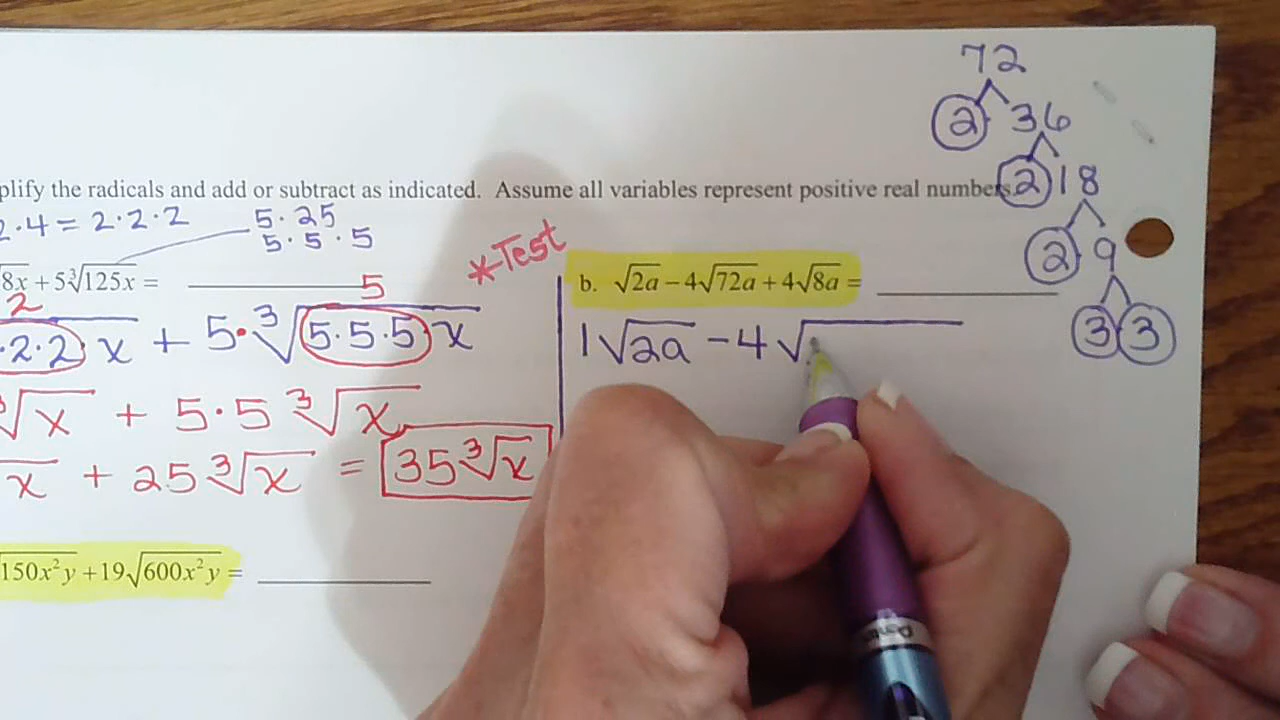 72
2 36
2 18
2 9
3 3
plify the radicals and add or subtract as indicated. Assume all variables represent positive real numbers.
2·4 = 2·2·2
5·25
5·5·5
*Test
8x + 5∛125x = ____
b. √2a − 4√72a + 4√8a = ____
2 5
·2·2 x + 5·∛5·5·5 x
1√2a − 4√
∛x + 5·5 ∛x
x + 25∛x = 35∛x
150x²y + 19√600x²y = ____